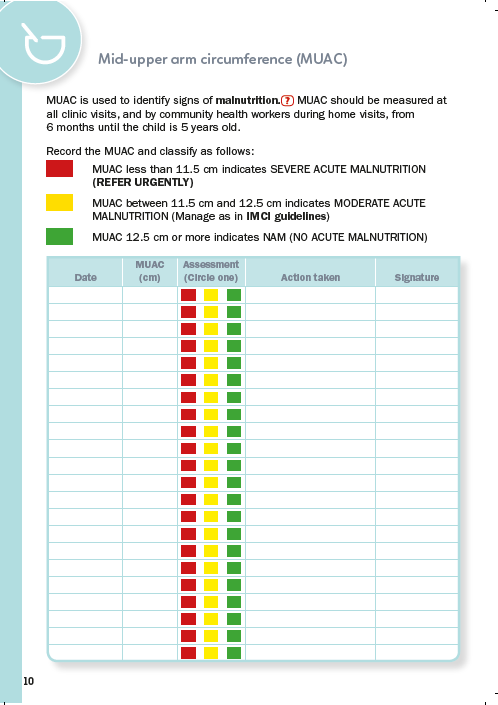 Mid-upper arm circumference (MUAC)
MUAC is used to identify signs of malnutrition. ? MUAC should be measured at
all clinic visits, and by community health workers during home visits, from
6 months until the child is 5 years old.
Record the MUAC and classify as follows:
MUAC less than 11.5 cm indicates SEVERE ACUTE MALNUTRITION
(REFER URGENTLY)
MUAC between 11.5 cm and 12.5 cm indicates MODERATE ACUTE
MALNUTRITION (Manage as in IMCI guidelines)
MUAC 12.5 cm or more indicates NAM (NO ACUTE MALNUTRITION)
Date MUAC (cm) Assessment (Circle one) Action taken Signature
10